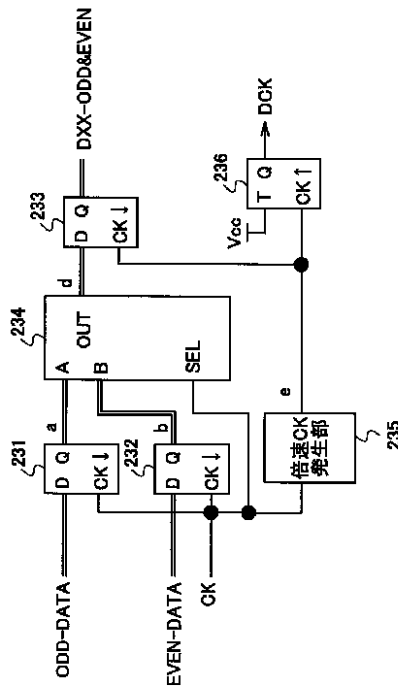 ODD-DATA
EVEN-DATA
CK
231
D Q
CK↓
a
232
D Q
CK↓
b
234
A
B
OUT
SEL
d
233
D Q
CK↓
DXX-ODD&EVEN
倍速CK
発生部
235
e
Vcc
236
T Q
CK↑
DCK